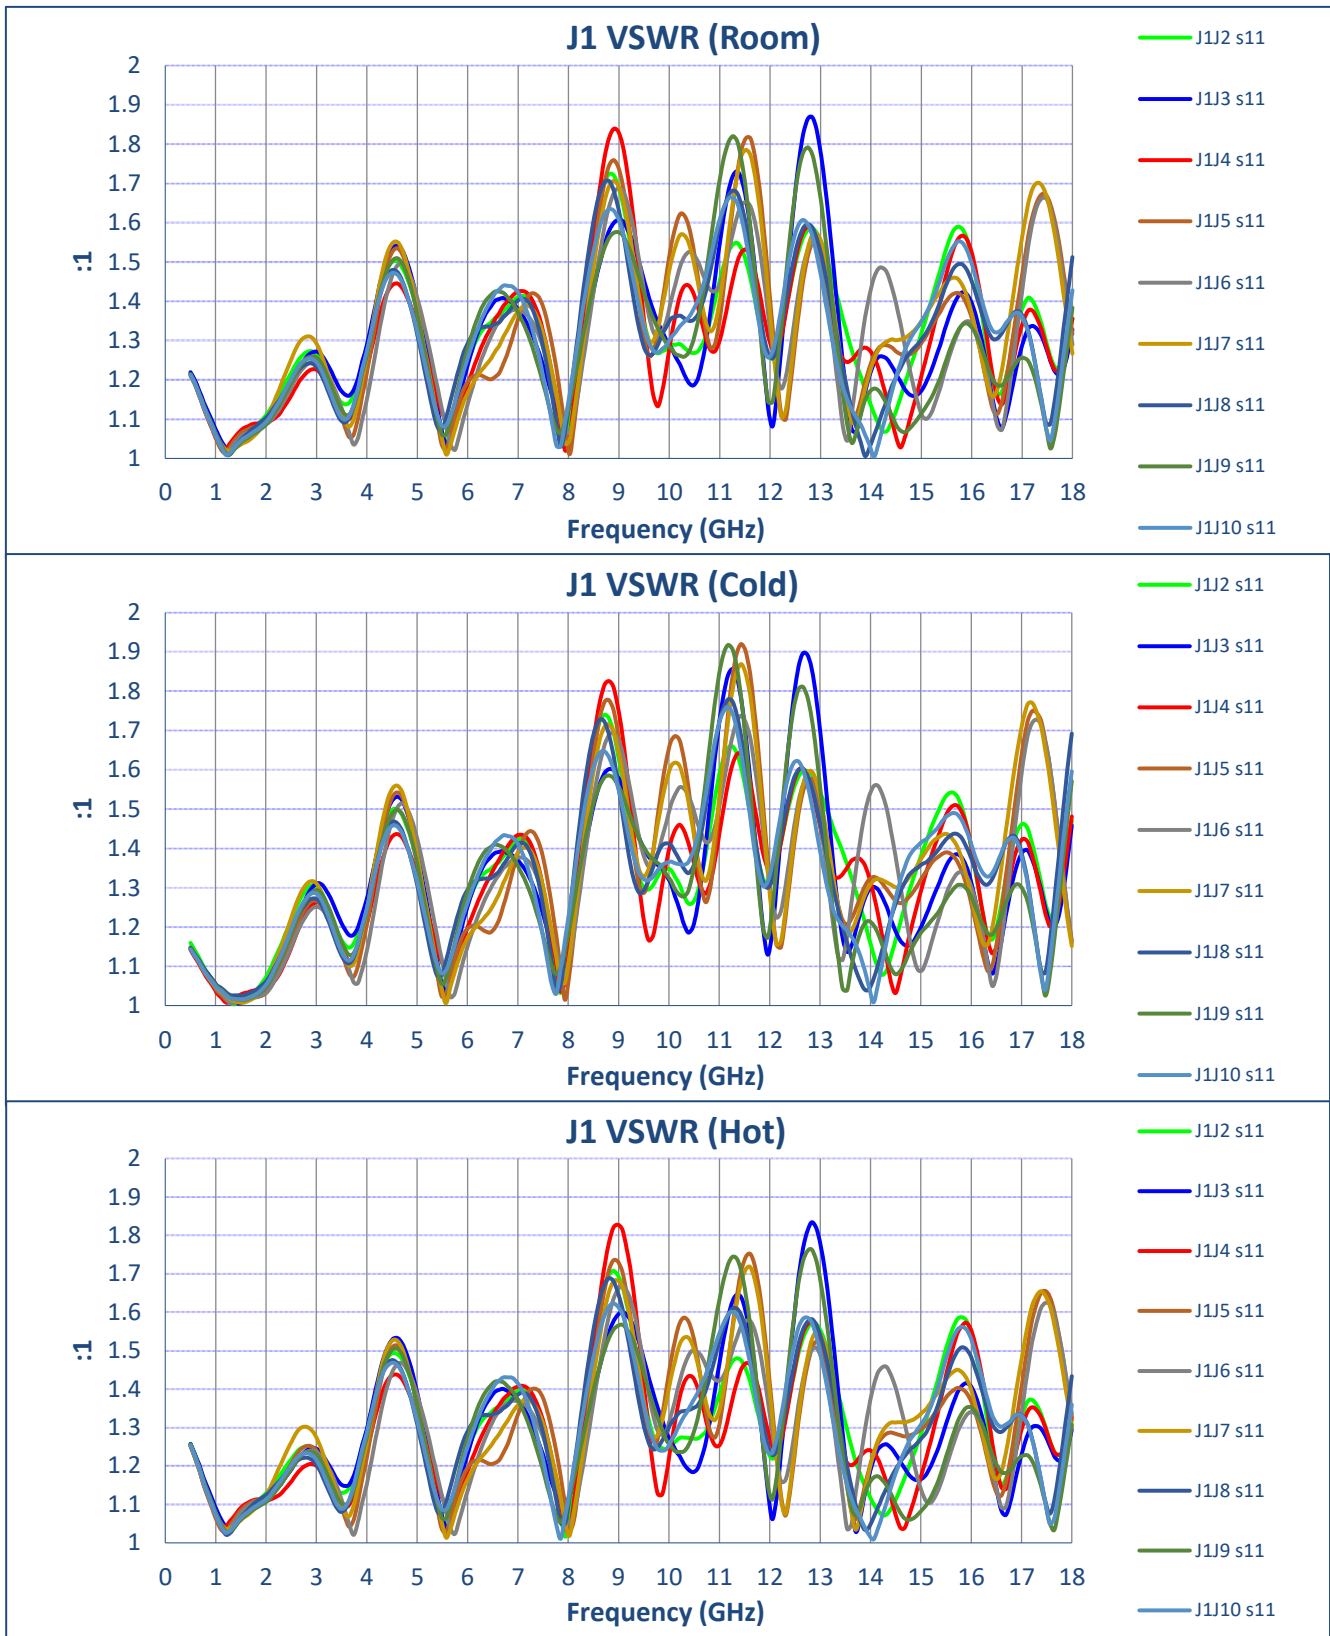 J1 VSWR (Room)
:1
2
1.9
1.8
1.7
1.6
1.5
1.4
1.3
1.2
1.1
1
0 1 2 3 4 5 6 7 8 9 10 11 12 13 14 15 16 17 18
Frequency (GHz)
J1J2 s11
J1J3 s11
J1J4 s11
J1J5 s11
J1J6 s11
J1J7 s11
J1J8 s11
J1J9 s11
J1J10 s11
J1 VSWR (Cold)
:1
2
1.9
1.8
1.7
1.6
1.5
1.4
1.3
1.2
1.1
1
0 1 2 3 4 5 6 7 8 9 10 11 12 13 14 15 16 17 18
Frequency (GHz)
J1J2 s11
J1J3 s11
J1J4 s11
J1J5 s11
J1J6 s11
J1J7 s11
J1J8 s11
J1J9 s11
J1J10 s11
J1 VSWR (Hot)
:1
2
1.9
1.8
1.7
1.6
1.5
1.4
1.3
1.2
1.1
1
0 1 2 3 4 5 6 7 8 9 10 11 12 13 14 15 16 17 18
Frequency (GHz)
J1J2 s11
J1J3 s11
J1J4 s11
J1J5 s11
J1J6 s11
J1J7 s11
J1J8 s11
J1J9 s11
J1J10 s11